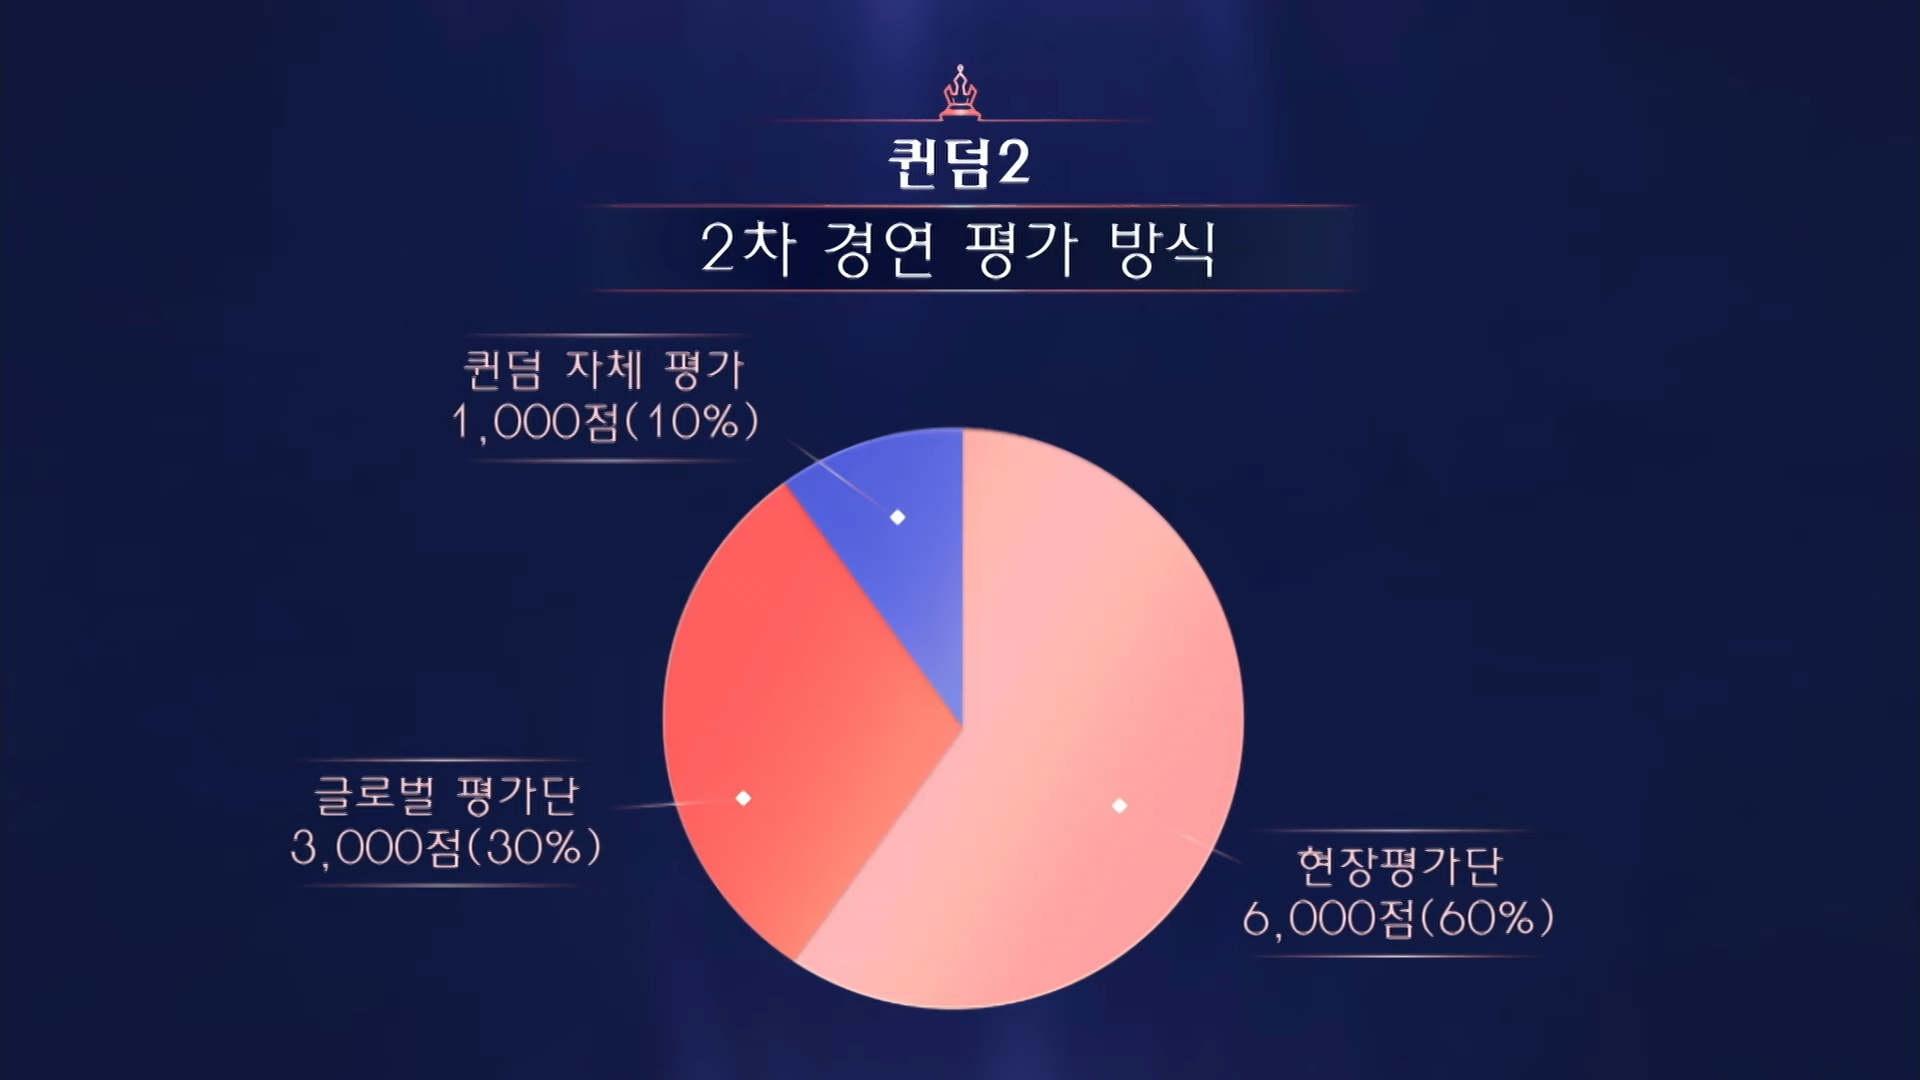 퀸덤2
2차 경연 평가 방식
퀸덤 자체 평가
1,000점(10%)
글로벌 평가단
3,000점(30%)
현장평가단
6,000점(60%)